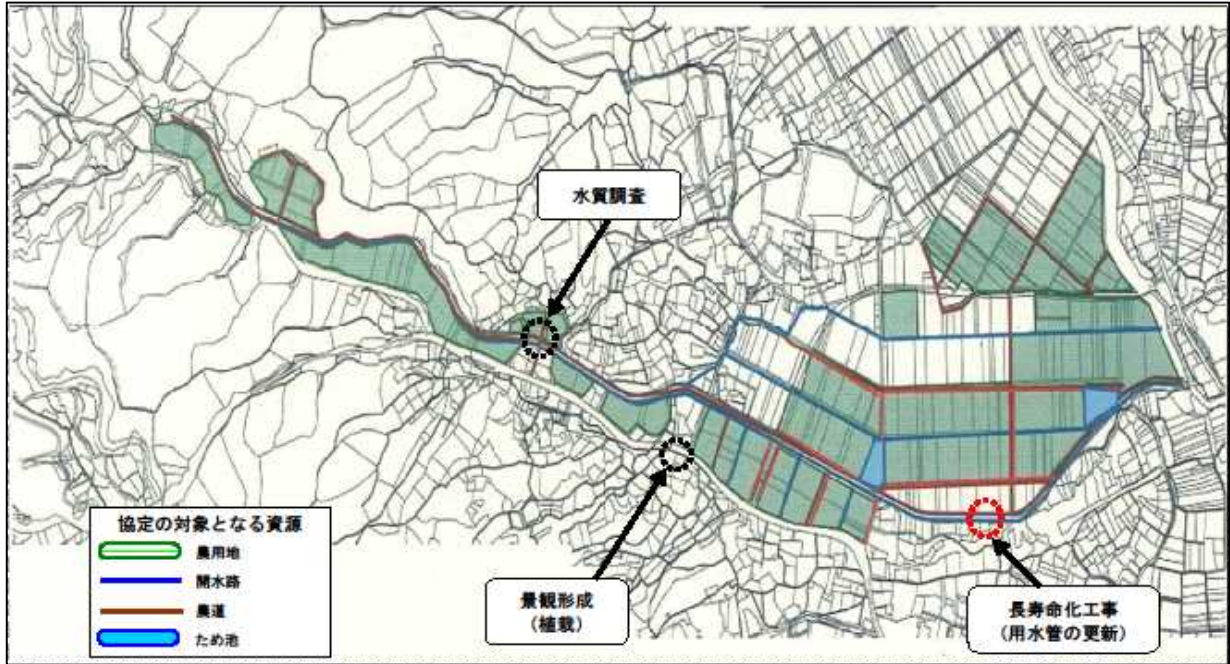 水質調査
協定の対象となる資源
農用地
開水路
農道
ため池
景観形成
(植栽)
長寿命化工事
(用水管の更新)